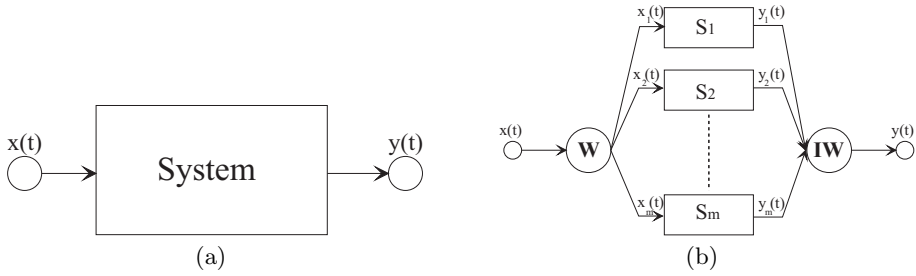 x(t)
System
y(t)
(a)
x(t)
W
x₁(t)
S₁
y₁(t)
x₂(t)
S₂
y₂(t)
xₘ(t)
Sₘ
yₘ(t)
IW
y(t)
(b)